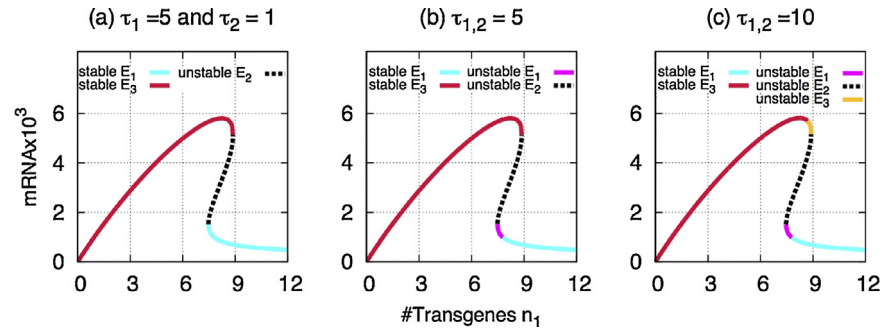 (a) τ1 =5 and τ2 = 1
(b) τ1,2 = 5
(c) τ1,2 =10
stable E1
unstable E2
stable E3
stable E1
unstable E1
stable E3
unstable E2
stable E1
unstable E1
stable E3
unstable E2
unstable E3
mRNAx10^3
6
4
2
0
0 3 6 9 12
0 3 6 9 12
0 3 6 9 12
#Transgenes n1